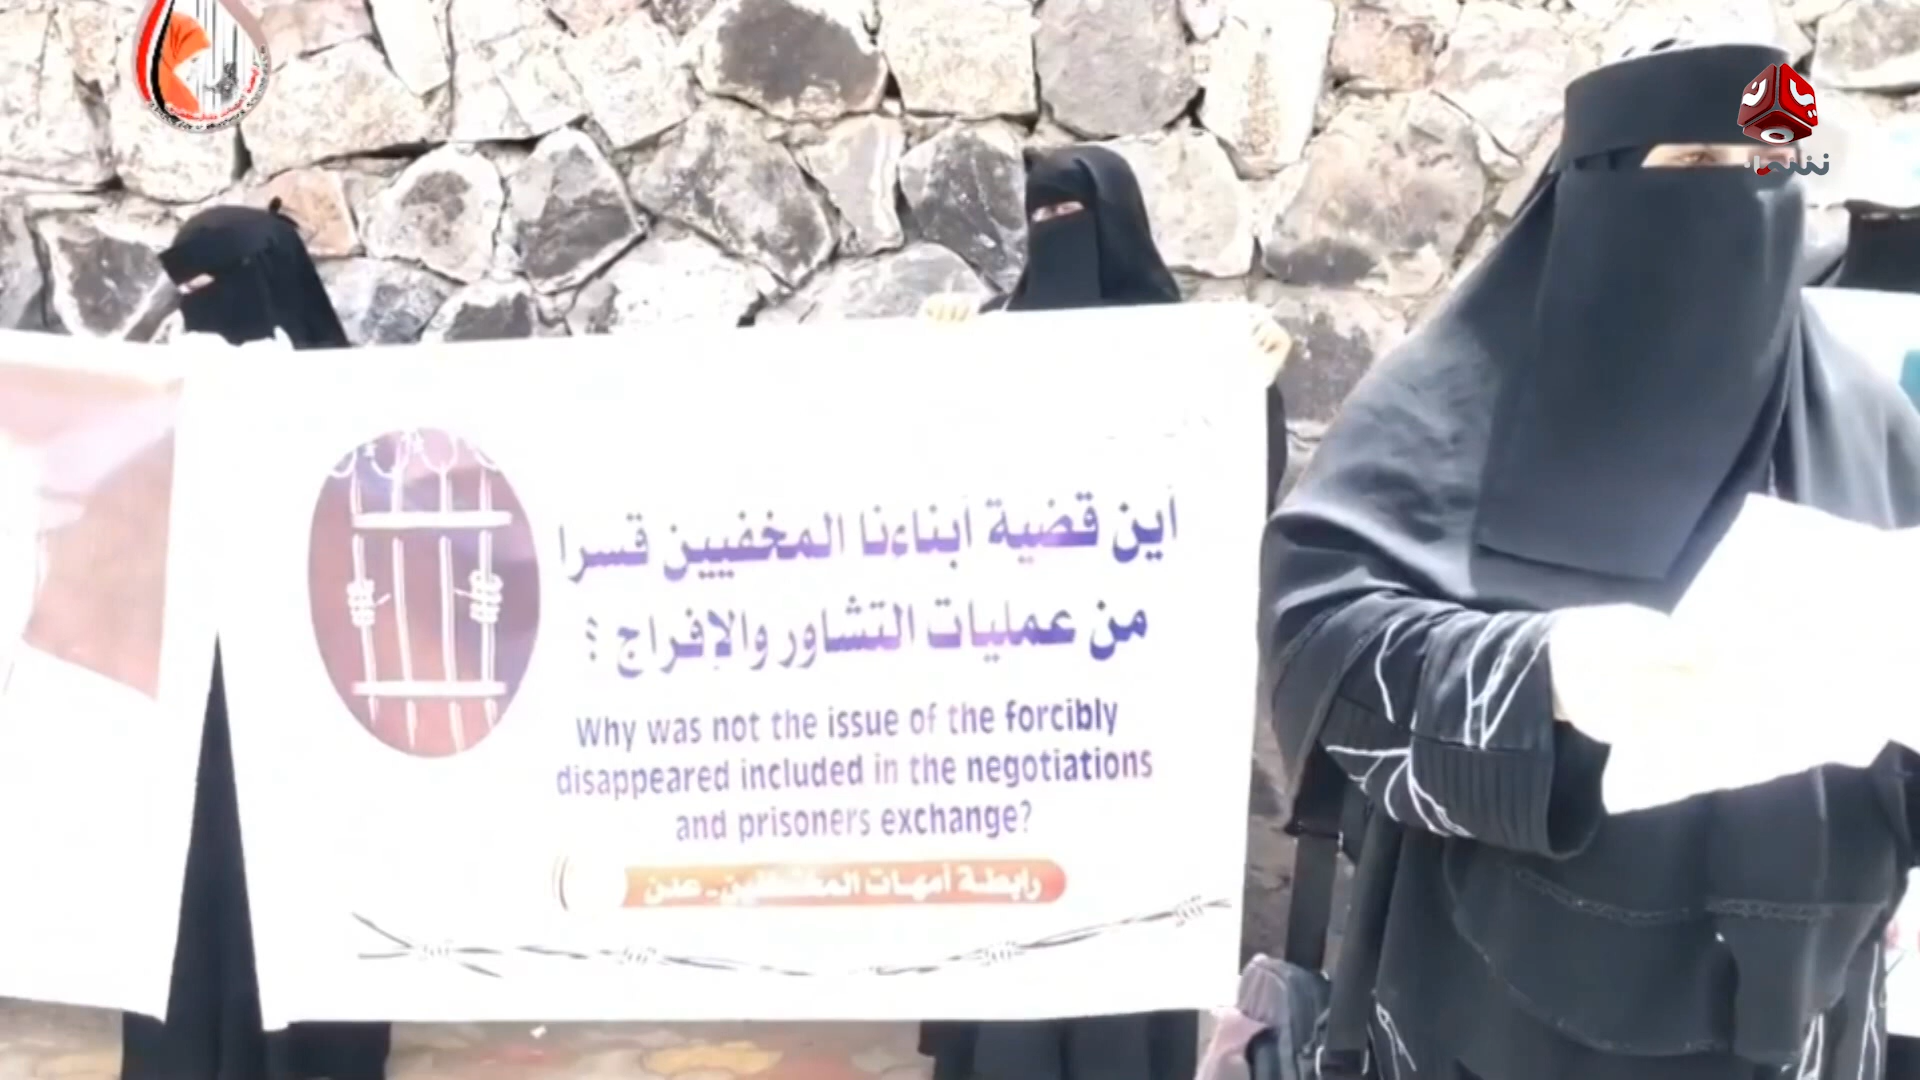 أين قضية أبناءنا المخفيين قسرا
من عمليات التشاور والإفراج ؟
Why was not the issue of the forcibly
disappeared included in the negotiations
and prisoners exchange?
رابطة أمهات المختطفين - عدن